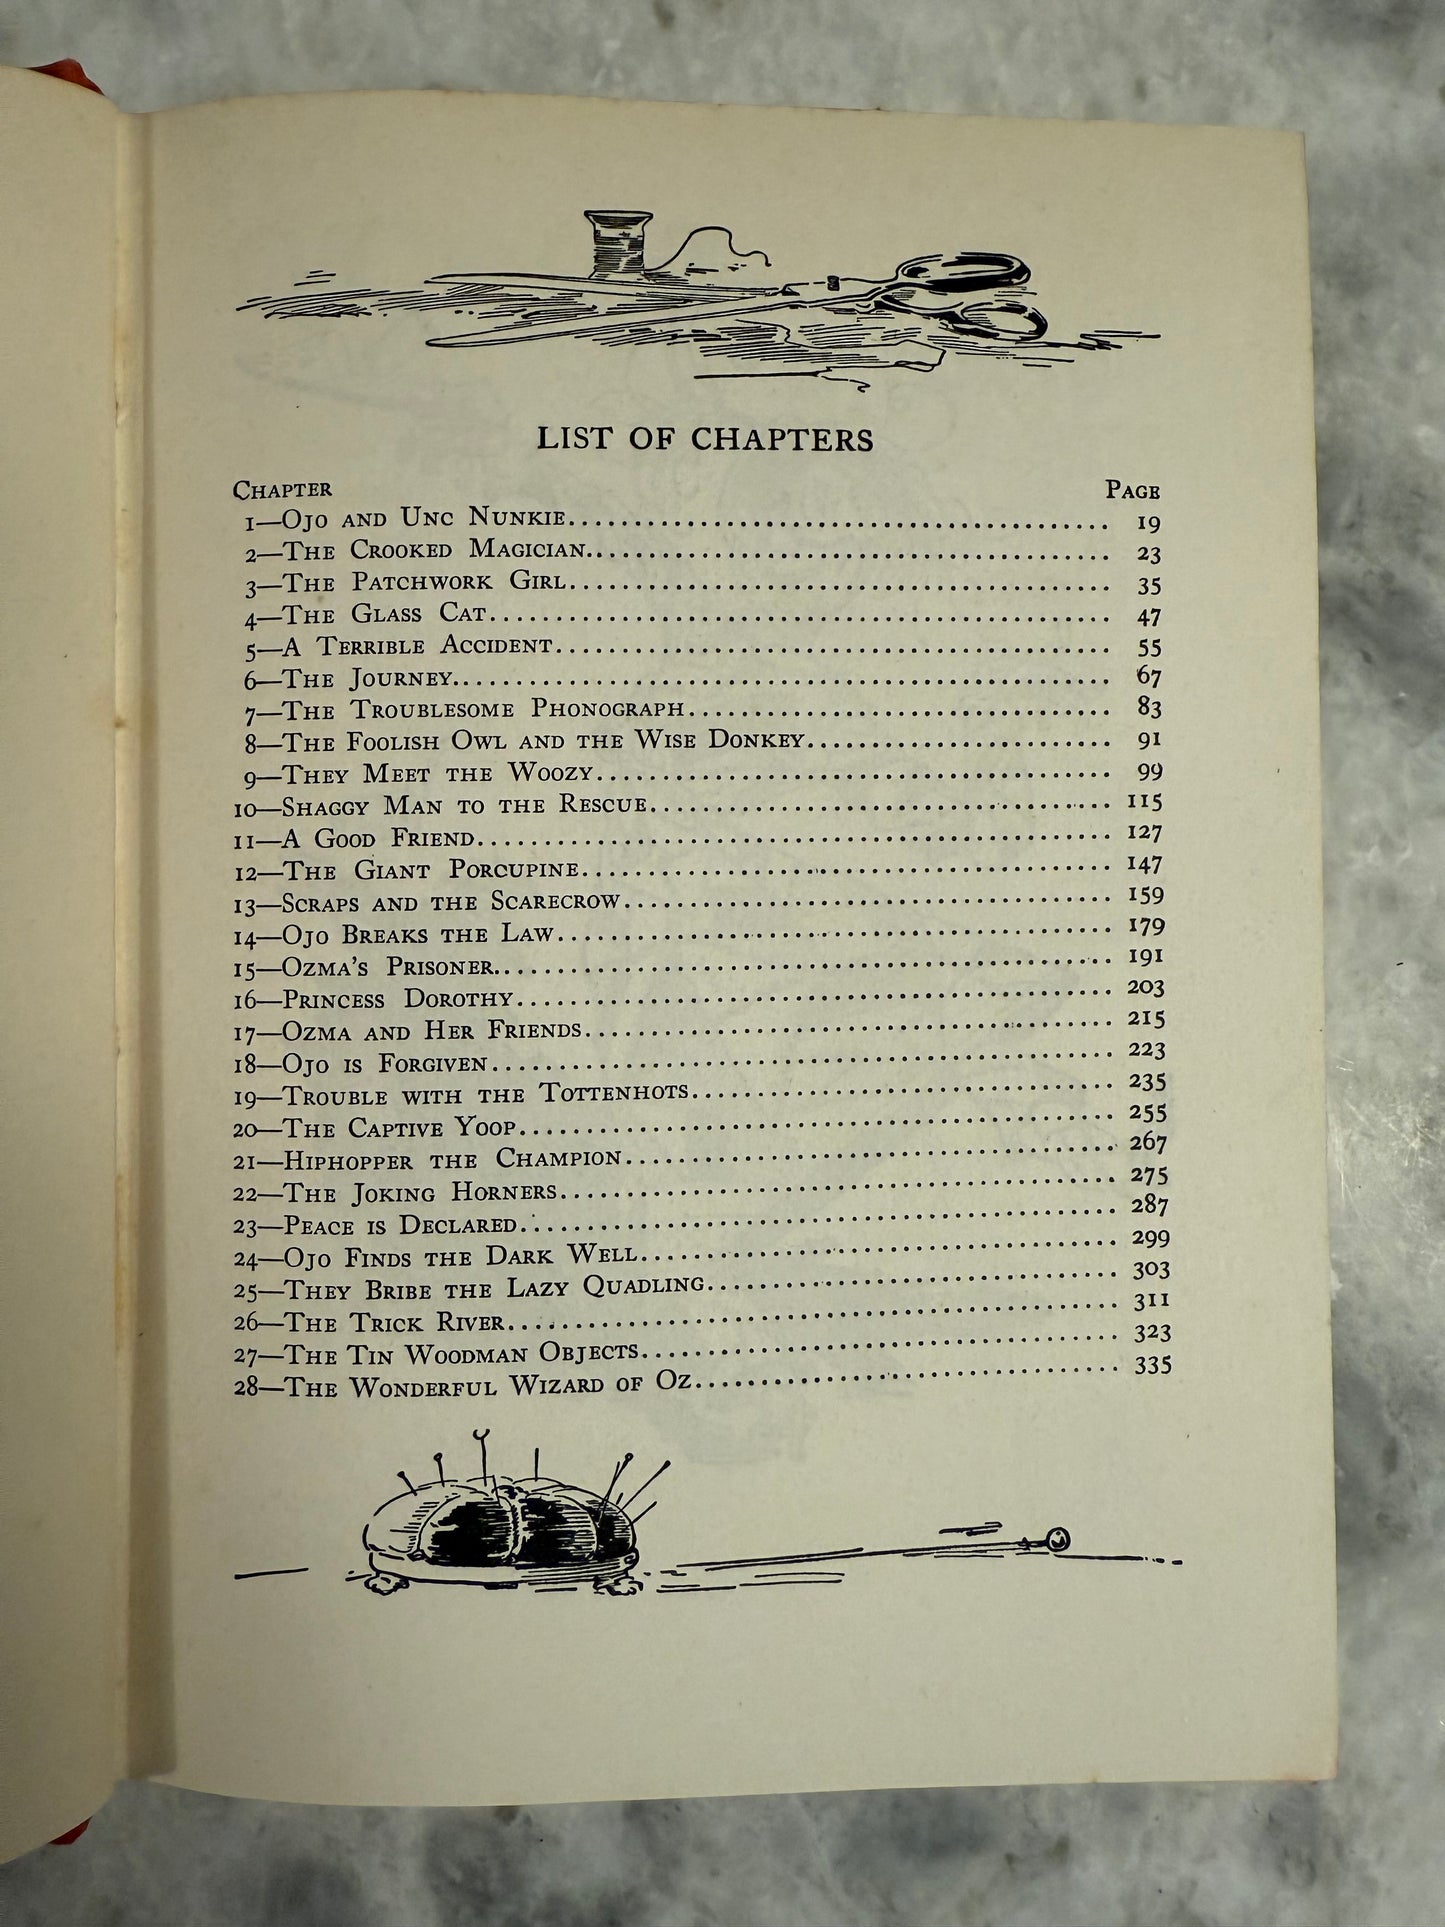 LIST OF CHAPTERS
CHAPTER PAGE
1—OJO AND UNC NUNKIE........................................ 19
2—THE CROOKED MAGICIAN........................................ 23
3—THE PATCHWORK GIRL........................................ 35
4—THE GLASS CAT........................................ 47
5—A TERRIBLE ACCIDENT........................................ 55
6—THE JOURNEY........................................ 67
7—THE TROUBLESOME PHONOGRAPH................................ 83
8—THE FOOLISH OWL AND THE WISE DONKEY........................ 91
9—THEY MEET THE WOOZY........................................ 99
10—SHAGGY MAN TO THE RESCUE................................... 115
11—A GOOD FRIEND........................................ 127
12—THE GIANT PORCUPINE........................................ 147
13—SCRAPS AND THE SCARECROW..................................... 159
14—OJO BREAKS THE LAW........................................ 179
15—OZMA'S PRISONER........................................ 191
16—PRINCESS DOROTHY........................................ 203
17—OZMA AND HER FRIENDS........................................ 215
18—OJO IS FORGIVEN........................................ 223
19—TROUBLE WITH THE TOTTENHOTS................................ 235
20—THE CAPTIVE YOOP........................................ 255
21—HIPHOPPER THE CHAMPION..................................... 267
22—THE JOKING HORNERS........................................ 275
23—PEACE IS DECLARED........................................ 287
24—OJO FINDS THE DARK WELL.................................... 299
25—THEY BRIBE THE LAZY QUADLING............................... 303
26—THE TRICK RIVER........................................ 311
27—THE TIN WOODMAN OBJECTS.................................... 323
28—THE WONDERFUL WIZARD OF OZ................................ 335